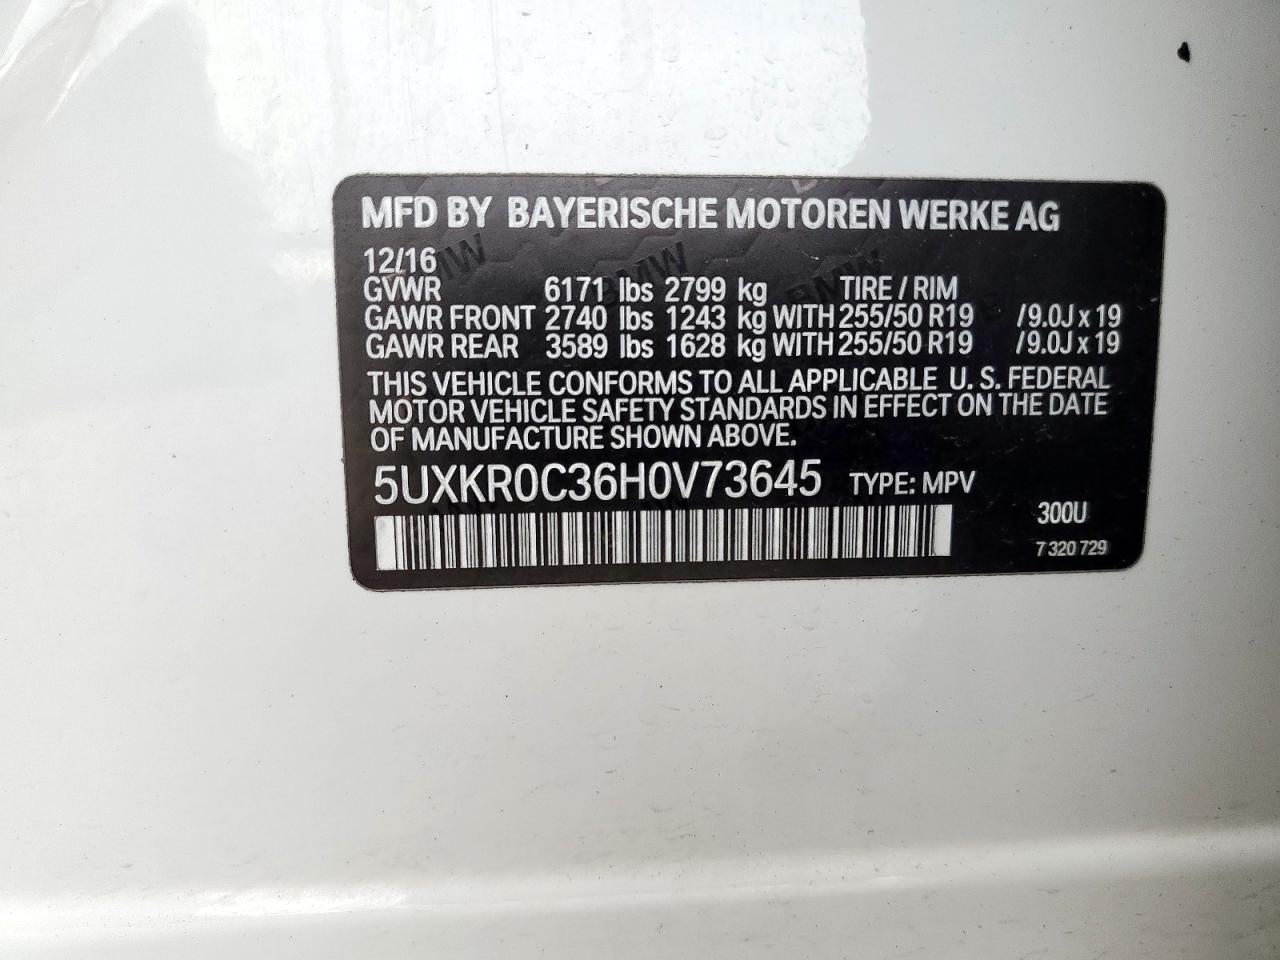 MFD BY BAYERISCHE MOTOREN WERKE AG
12/16
GVWR 6171 lbs 2799 kg TIRE / RIM
GAWR FRONT 2740 lbs 1243 kg WITH 255/50 R19 /9.0J x 19
GAWR REAR 3589 lbs 1628 kg WITH 255/50 R19 /9.0J x 19
THIS VEHICLE CONFORMS TO ALL APPLICABLE U. S. FEDERAL
MOTOR VEHICLE SAFETY STANDARDS IN EFFECT ON THE DATE
OF MANUFACTURE SHOWN ABOVE.
5UXKR0C36H0V73645 TYPE: MPV
300U
7 320 729